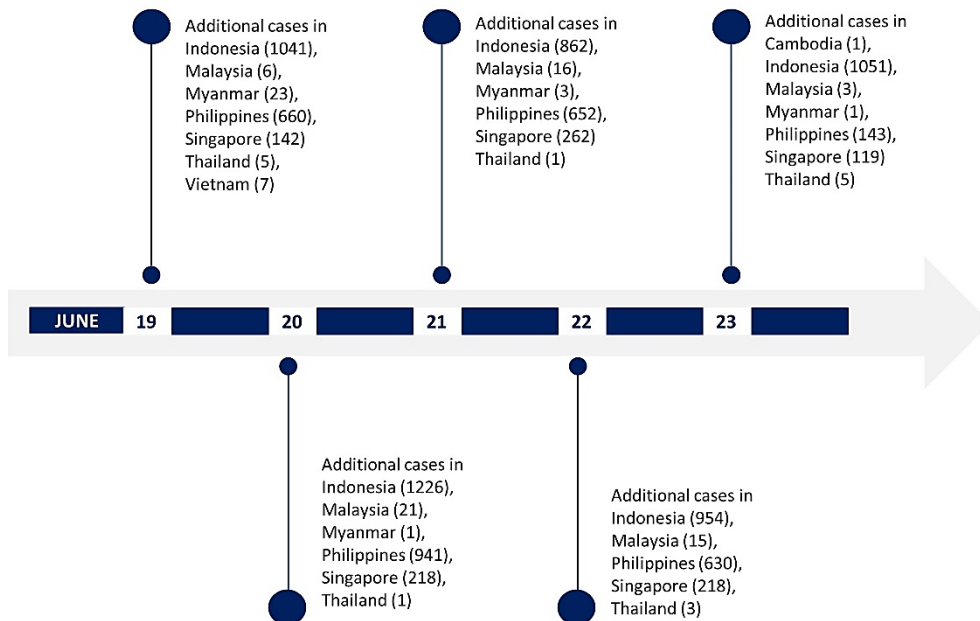 Additional cases in
Indonesia (1041),
Malaysia (6),
Myanmar (23),
Philippines (660),
Singapore (142)
Thailand (5),
Vietnam (7)
Additional cases in
Indonesia (862),
Malaysia (16),
Myanmar (3),
Philippines (652),
Singapore (262)
Thailand (1)
Additional cases in
Cambodia (1),
Indonesia (1051),
Malaysia (3),
Myanmar (1),
Philippines (143),
Singapore (119)
Thailand (5)
JUNE 19 20 21 22 23
Additional cases in
Indonesia (1226),
Malaysia (21),
Myanmar (1),
Philippines (941),
Singapore (218),
Thailand (1)
Additional cases in
Indonesia (954),
Malaysia (15),
Philippines (630),
Singapore (218),
Thailand (3)